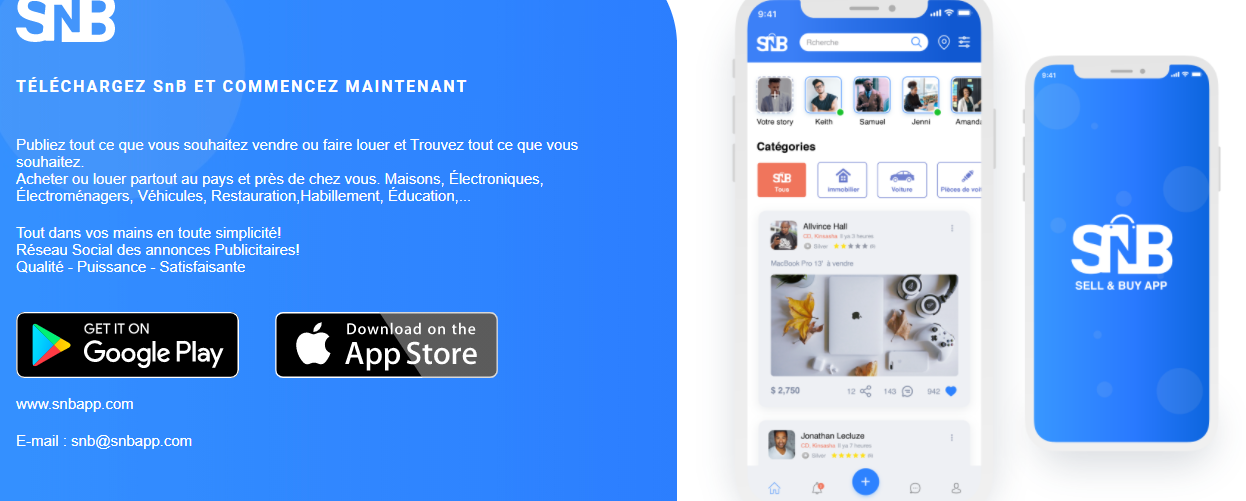 SnB
TÉLÉCHARGEZ SnB ET COMMENCEZ MAINTENANT
Publiez tout ce que vous souhaitez vendre ou faire louer et Trouvez tout ce que vous
souhaitez.
Acheter ou louer partout au pays et près de chez vous. Maisons, Électroniques,
Électroménagers, Véhicules, Restauration,Habillement, Éducation,...
Tout dans vos mains en toute simplicité!
Réseau Social des annonces Publicitaires!
Qualité - Puissance - Satisfaisante
GET IT ON
Google Play
Download on the
App Store
www.snbapp.com
E-mail : snb@snbapp.com
9:41
SnB
Rcherche
Votre story Keith Samuel Jenni Amanda
Catégories
SnB
Tous Immobilier Voiture Pièces de voit
Allvince Hall
CD, Kinsasha Il ya 3 heures
Silver
MacBook Pro 13" à vendre
$ 2,750 12 143 942
Jonathan Lecluze
CD, Kinsasha Il ya 7 heures
Silver
9:41
SnB
SELL & BUY APP